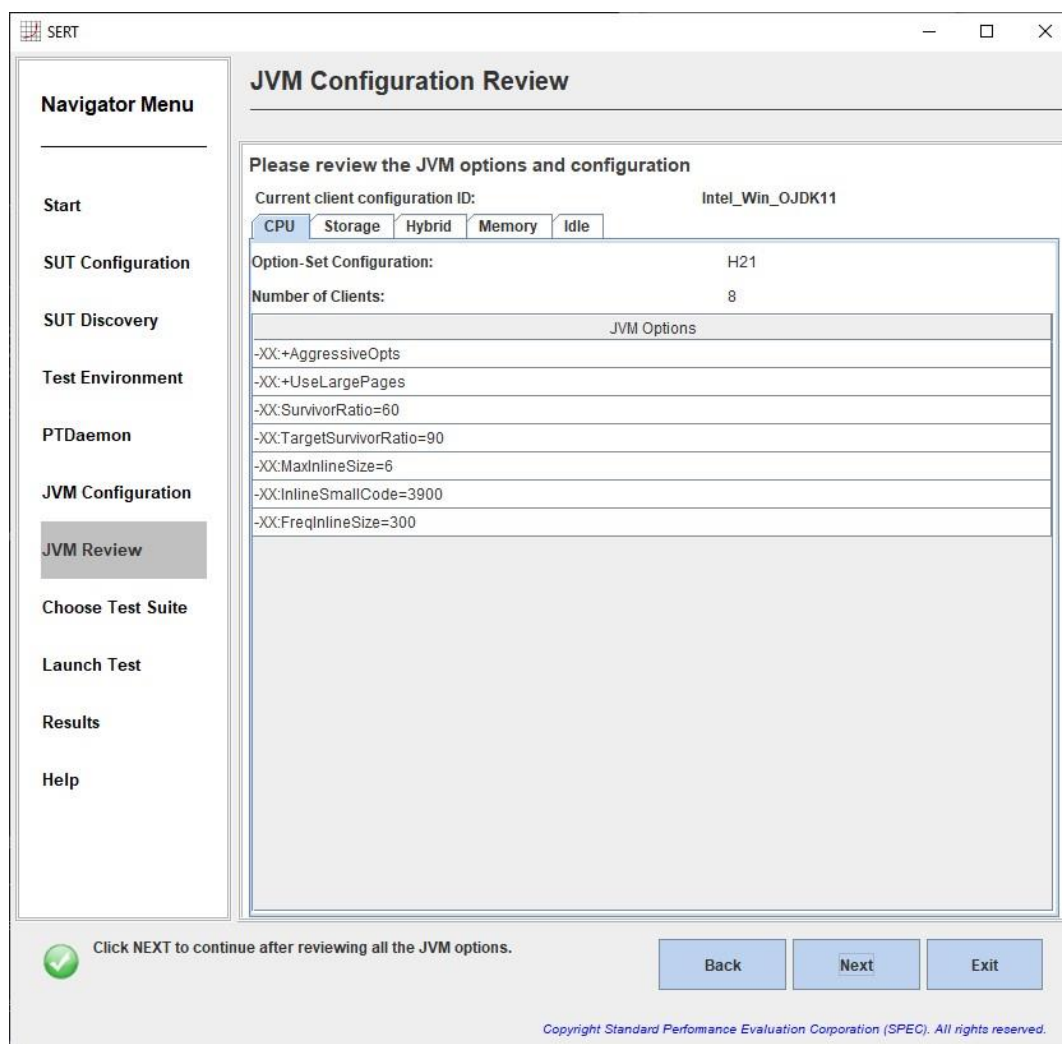 SERT
Navigator Menu
Start
SUT Configuration
SUT Discovery
Test Environment
PTDaemon
JVM Configuration
JVM Review
Choose Test Suite
Launch Test
Results
Help
JVM Configuration Review
Please review the JVM options and configuration
Current client configuration ID: Intel_Win_OJDK11
CPU Storage Hybrid Memory Idle
Option-Set Configuration: H21
Number of Clients: 8
JVM Options
-XX:+AggressiveOpts
-XX:+UseLargePages
-XX:SurvivorRatio=60
-XX:TargetSurvivorRatio=90
-XX:MaxInlineSize=6
-XX:InlineSmallCode=3900
-XX:FreqInlineSize=300
Click NEXT to continue after reviewing all the JVM options.
Back Next Exit
Copyright Standard Performance Evaluation Corporation (SPEC). All rights reserved.